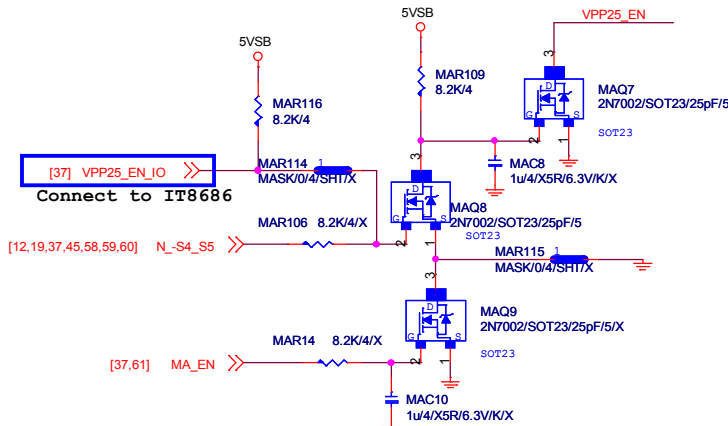 VPP25_EN
5VSB
5VSB
3
MAR109
8.2K/4
D
MAQ7
2N7002/SOT23/25pF/5
MAR116
8.2K/4
G
S
SOT23
2
1
3
MAC8
1u/4/X5R/6.3V/K/X
MAR114
1
MASK/0/4/SHT/X
[37] VPP25_EN_IO
Connect to IT8686
D
MAQ8
2N7002/SOT23/25pF/5
G
S
SOT23
MAR106 8.2K/4/X
2
1
[12,19,37,45,58,59,60] N_-S4_S5
MAR115
1
MASK/0/4/SHT/X
3
D
MAQ9
2N7002/SOT23/25pF/5/X
G
S
SOT23
MAR14 8.2K/4/X
2
1
[37,61] MA_EN
MAC10
1u/4/X5R/6.3V/K/X